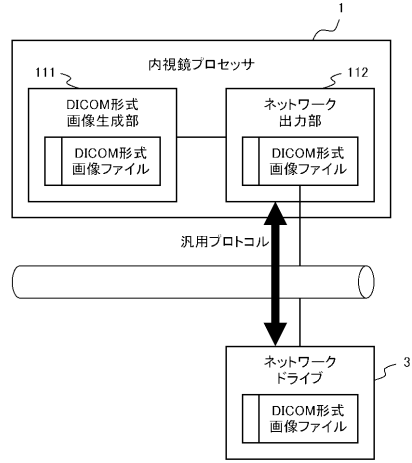 1
内視鏡プロセッサ
111
DICOM形式
画像生成部
DICOM形式
画像ファイル
112
ネットワーク
出力部
DICOM形式
画像ファイル
汎用プロトコル
3
ネットワーク
ドライブ
DICOM形式
画像ファイル